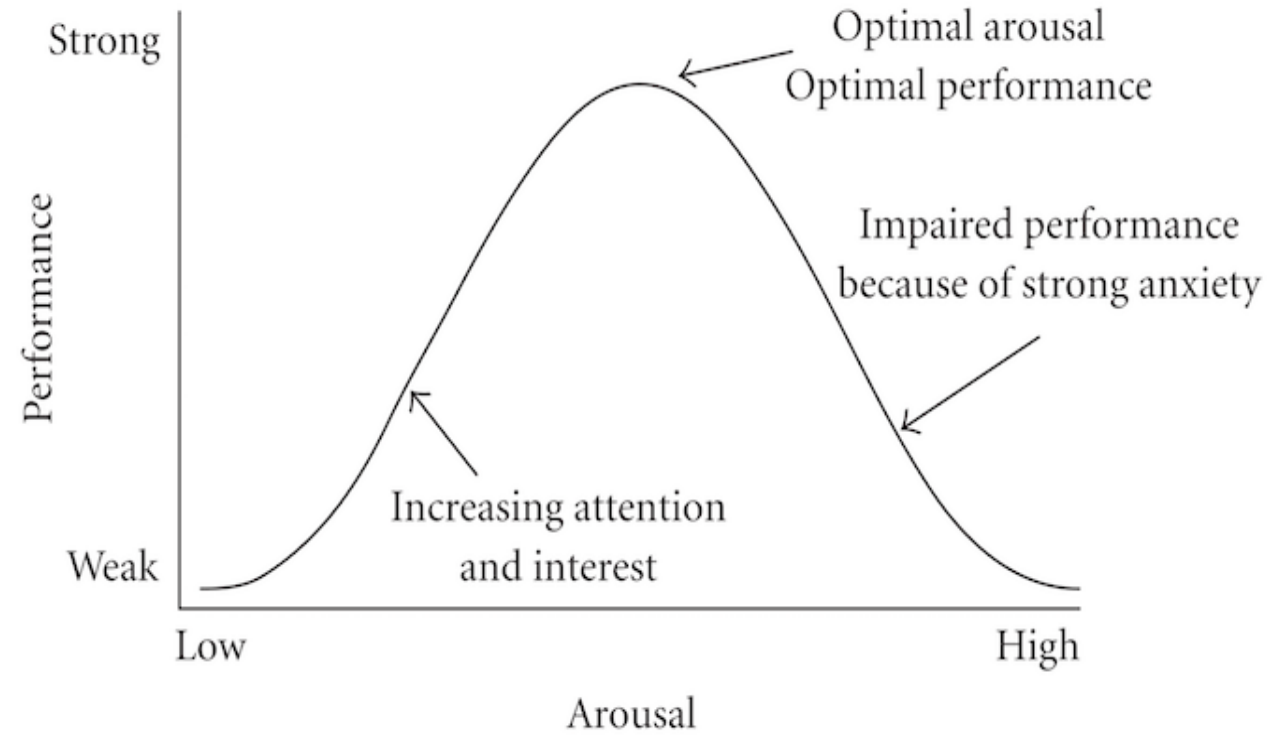 Strong
Optimal arousal
Optimal performance
Impaired performance
because of strong anxiety
Performance
Increasing attention
and interest
Weak
Low
High
Arousal